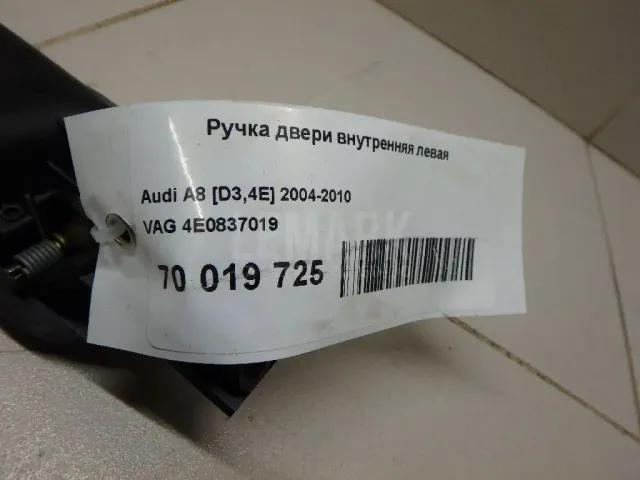 Ручка двери внутренняя левая
Audi A8 [D3,4E] 2004-2010
VAG 4E0837019
70 019 725